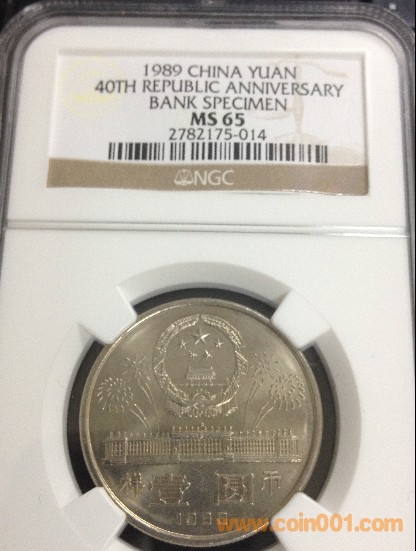 1989 CHINA YUAN
40TH REPUBLIC ANNIVERSARY
BANK SPECIMEN
MS 65
2782175-014
NGC
样 壹 圆 币
1989
www.coin001.com